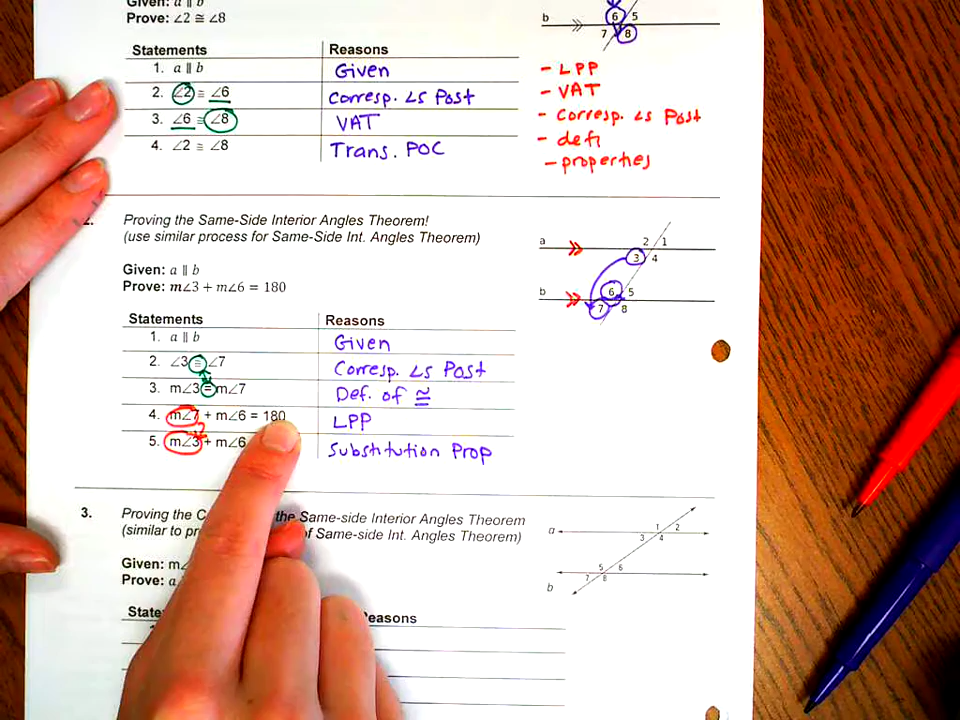 Given: a ∥ b
Prove: ∠2 ≅ ∠8
b
6
5
7
8
Statements Reasons
1. a ∥ b Given
2. ∠2 ≅ ∠6 Corresp. ∠s Post
3. ∠6 ≅ ∠8 VAT
4. ∠2 ≅ ∠8 Trans. POC
- LPP
- VAT
- Corresp. ∠s Post
- defi
- properties
2.
Proving the Same-Side Interior Angles Theorem!
(use similar process for Same-Side Int. Angles Theorem)
Given: a ∥ b
Prove: m∠3 + m∠6 = 180
a
2 1
3 4
b
6 5
7 8
Statements Reasons
1. a ∥ b Given
2. ∠3 ≅ ∠7 Corresp. ∠s Post
3. m∠3 = m∠7 Def. of ≅
4. m∠7 + m∠6 = 180 LPP
5. m∠3 + m∠6 Substitution Prop
3. Proving the the Same-side Interior Angles Theorem
(similar to of Same-side Int. Angles Theorem)
Given: m∠
Prove: a
a
1 2
3 4
5 6
7 8
b